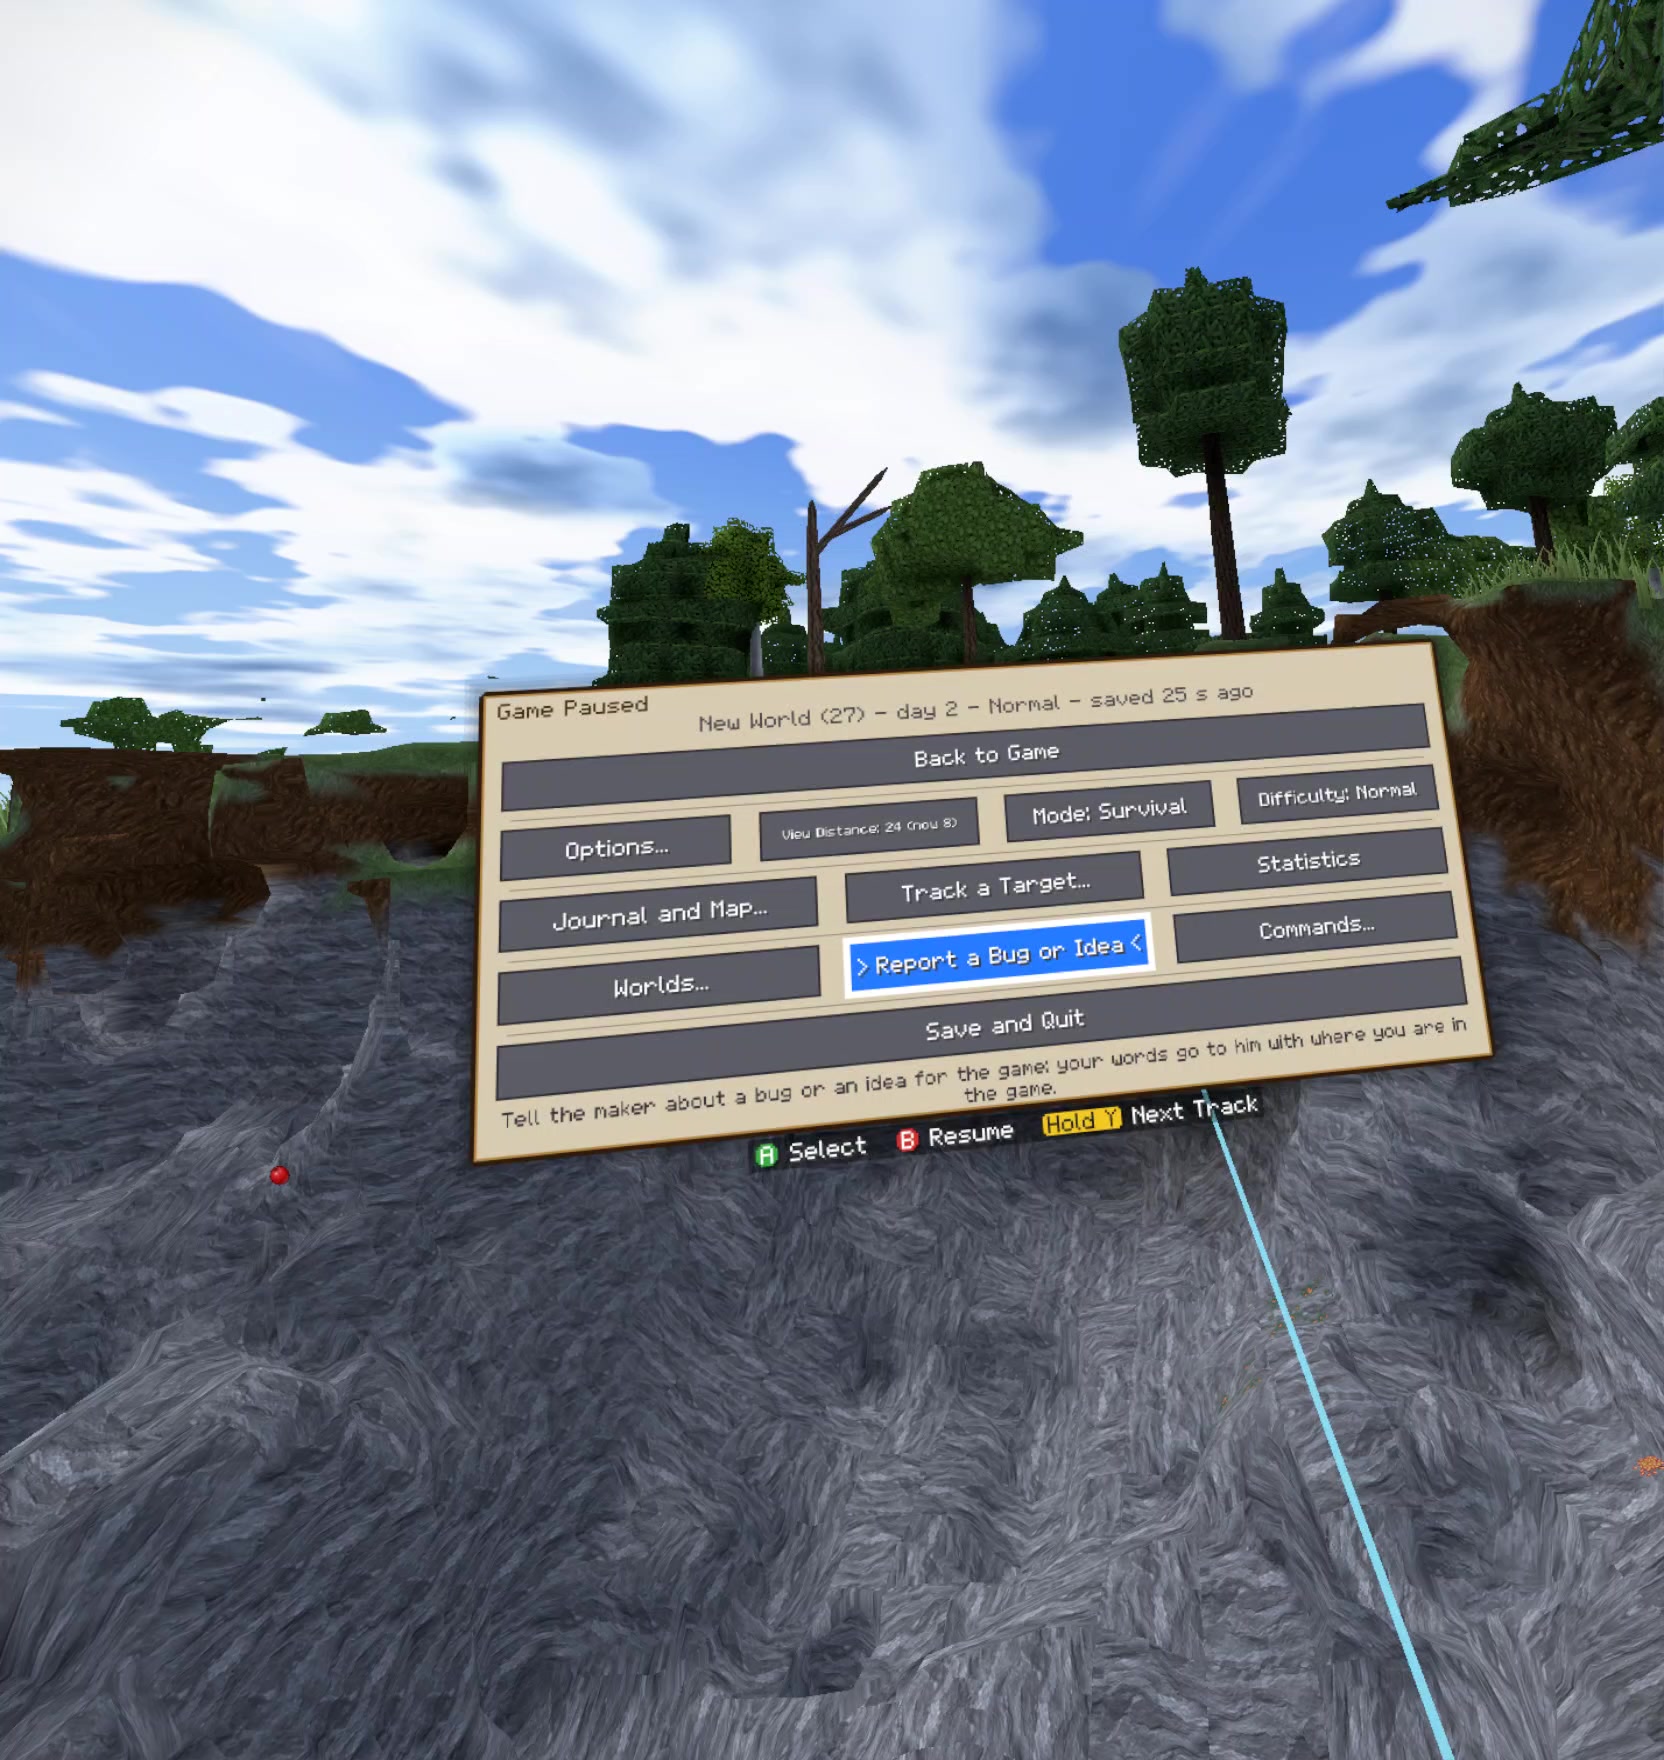 Game Paused
New World (27) - day 2 - Normal - saved 25 s ago
Back to Game
Options...
View Distance: 24 (now 8)
Mode: Survival
Difficulty: Normal
Journal and Map...
Track a Target...
Statistics
Worlds...
> Report a Bug or Idea <
Commands...
Save and Quit
Tell the maker about a bug or an idea for the game; your words go to him with where you are in
the game.
A Select B Resume Hold Y Next Track